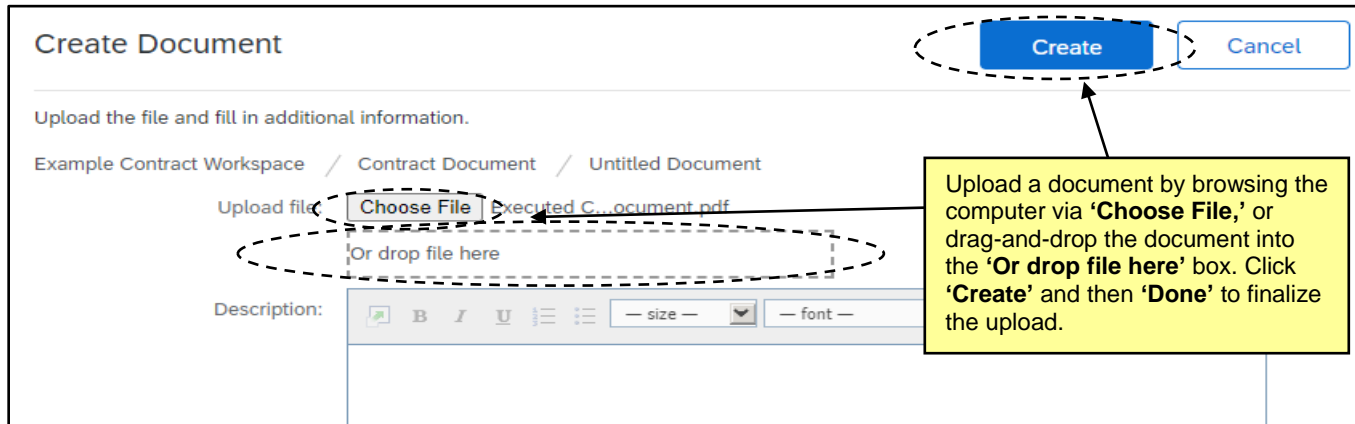 Create Document
Create
Cancel
Upload the file and fill in additional information.
Example Contract Workspace / Contract Document / Untitled Document
Upload file:
Choose File Executed C...ocument.pdf
Or drop file here
Description:
B I U — size — — font —
Upload a document by browsing the
computer via ‘Choose File,’ or
drag-and-drop the document into
the ‘Or drop file here’ box. Click
‘Create’ and then ‘Done’ to finalize
the upload.